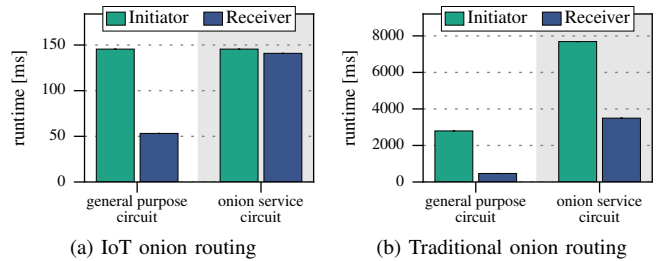 Initiator Receiver
runtime [ms]
150
100
50
0
general purpose circuit
onion service circuit
(a) IoT onion routing
Initiator Receiver
runtime [ms]
8000
6000
4000
2000
0
general purpose circuit
onion service circuit
(b) Traditional onion routing